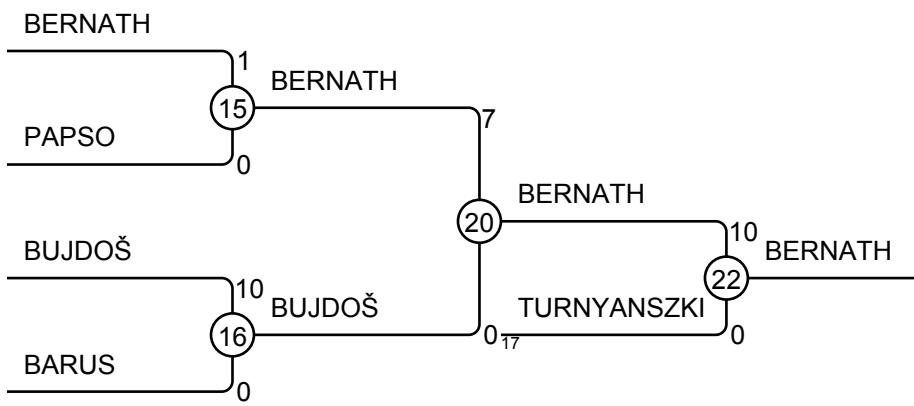 BERNATH
1
15
BERNATH
PAPSO
0
7
20
BERNATH
BUJDOŠ
10
16
BUJDOŠ
BARUS
0
0
17
TURNYANSZKI
10
22
BERNATH
0